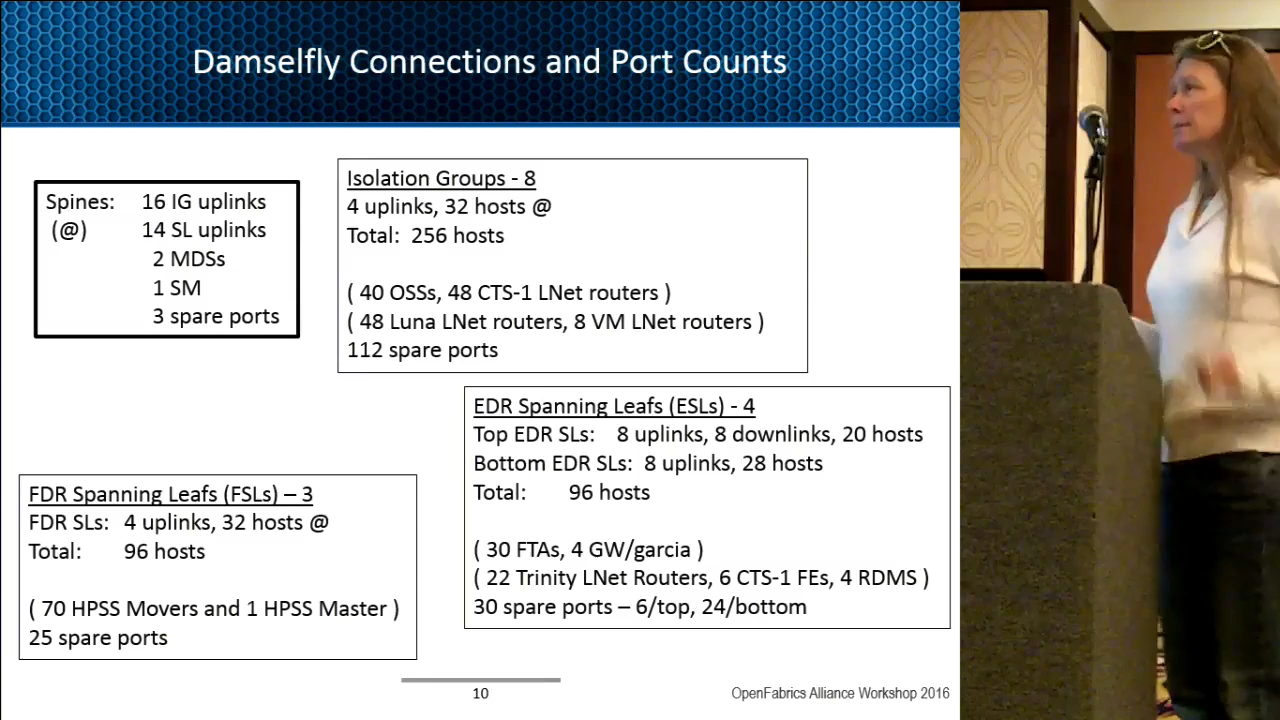 Damselfly Connections and Port Counts
Spines: 16 IG uplinks
(@) 14 SL uplinks
2 MDSs
1 SM
3 spare ports
Isolation Groups - 8
4 uplinks, 32 hosts @
Total: 256 hosts
( 40 OSSs, 48 CTS-1 LNet routers )
( 48 Luna LNet routers, 8 VM LNet routers )
112 spare ports
EDR Spanning Leafs (ESLs) - 4
Top EDR SLs: 8 uplinks, 8 downlinks, 20 hosts
Bottom EDR SLs: 8 uplinks, 28 hosts
Total: 96 hosts
( 30 FTAs, 4 GW/garcia )
( 22 Trinity LNet Routers, 6 CTS-1 FEs, 4 RDMS )
30 spare ports – 6/top, 24/bottom
FDR Spanning Leafs (FSLs) – 3
FDR SLs: 4 uplinks, 32 hosts @
Total: 96 hosts
( 70 HPSS Movers and 1 HPSS Master )
25 spare ports
10
OpenFabrics Alliance Workshop 2016